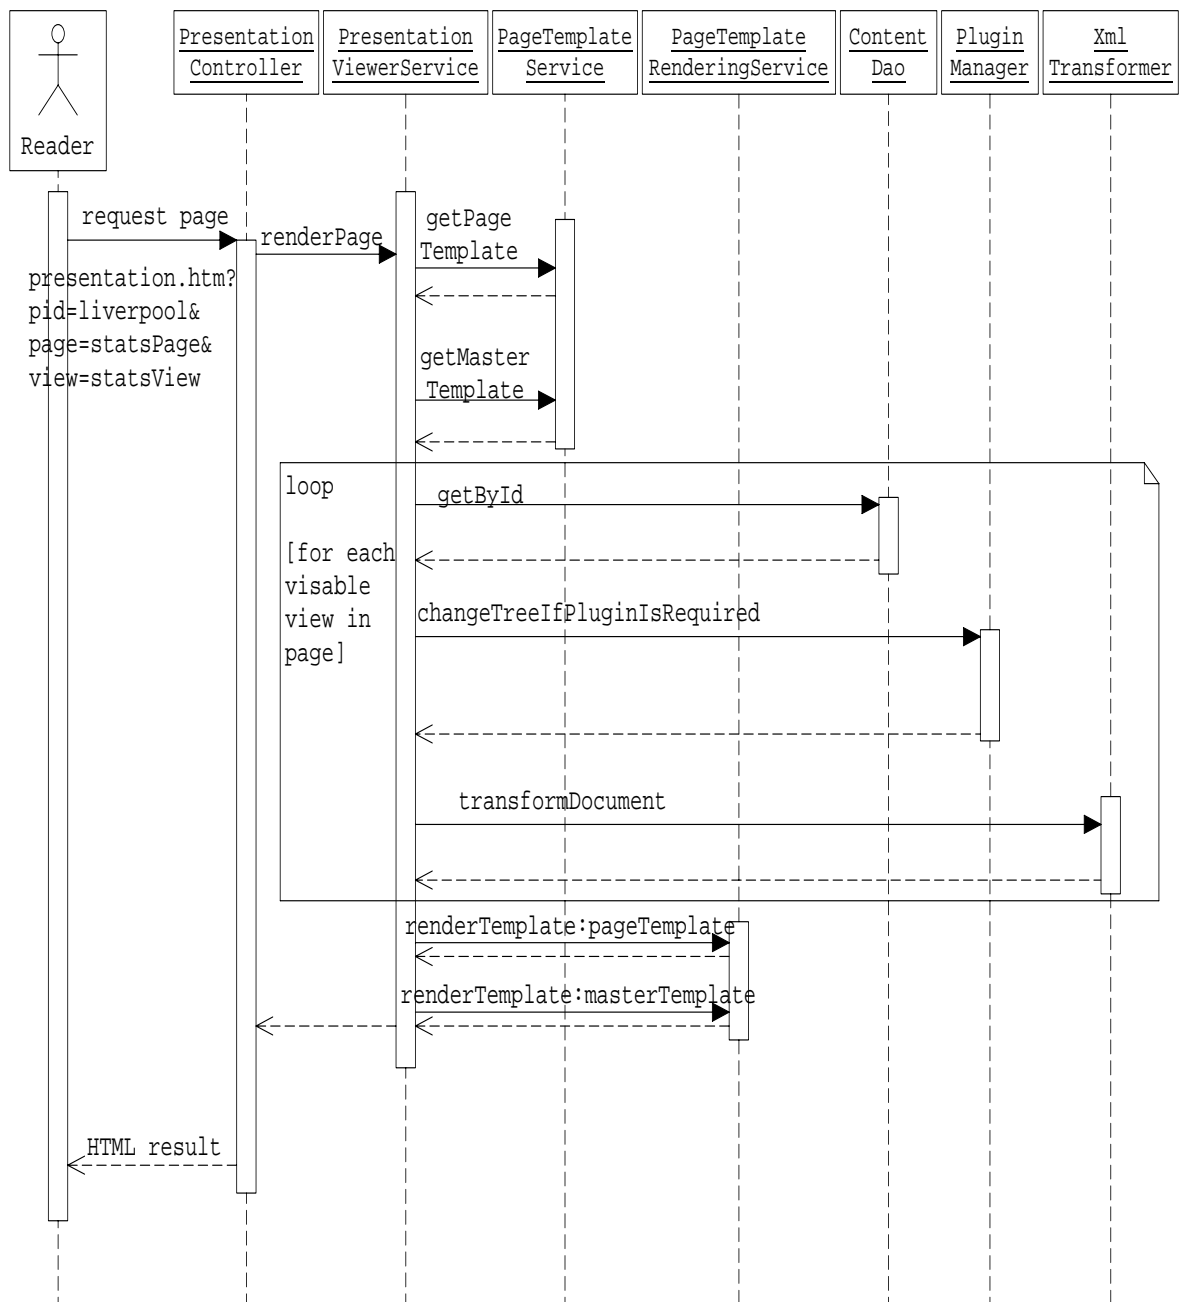 Presentation
Controller
Presentation
ViewerService
PageTemplate
Service
PageTemplate
RenderingService
Content
Dao
Plugin
Manager
Xml
Transformer
Reader
request page
renderPage
getPage
Template
presentation.htm?
pid=liverpool&
page=statsPage&
view=statsView
getMaster
Template
loop
getById
[for each
visable
view in
page]
changeTreeIfPluginIsRequired
transformDocument
renderTemplate:pageTemplate
renderTemplate:masterTemplate
HTML result